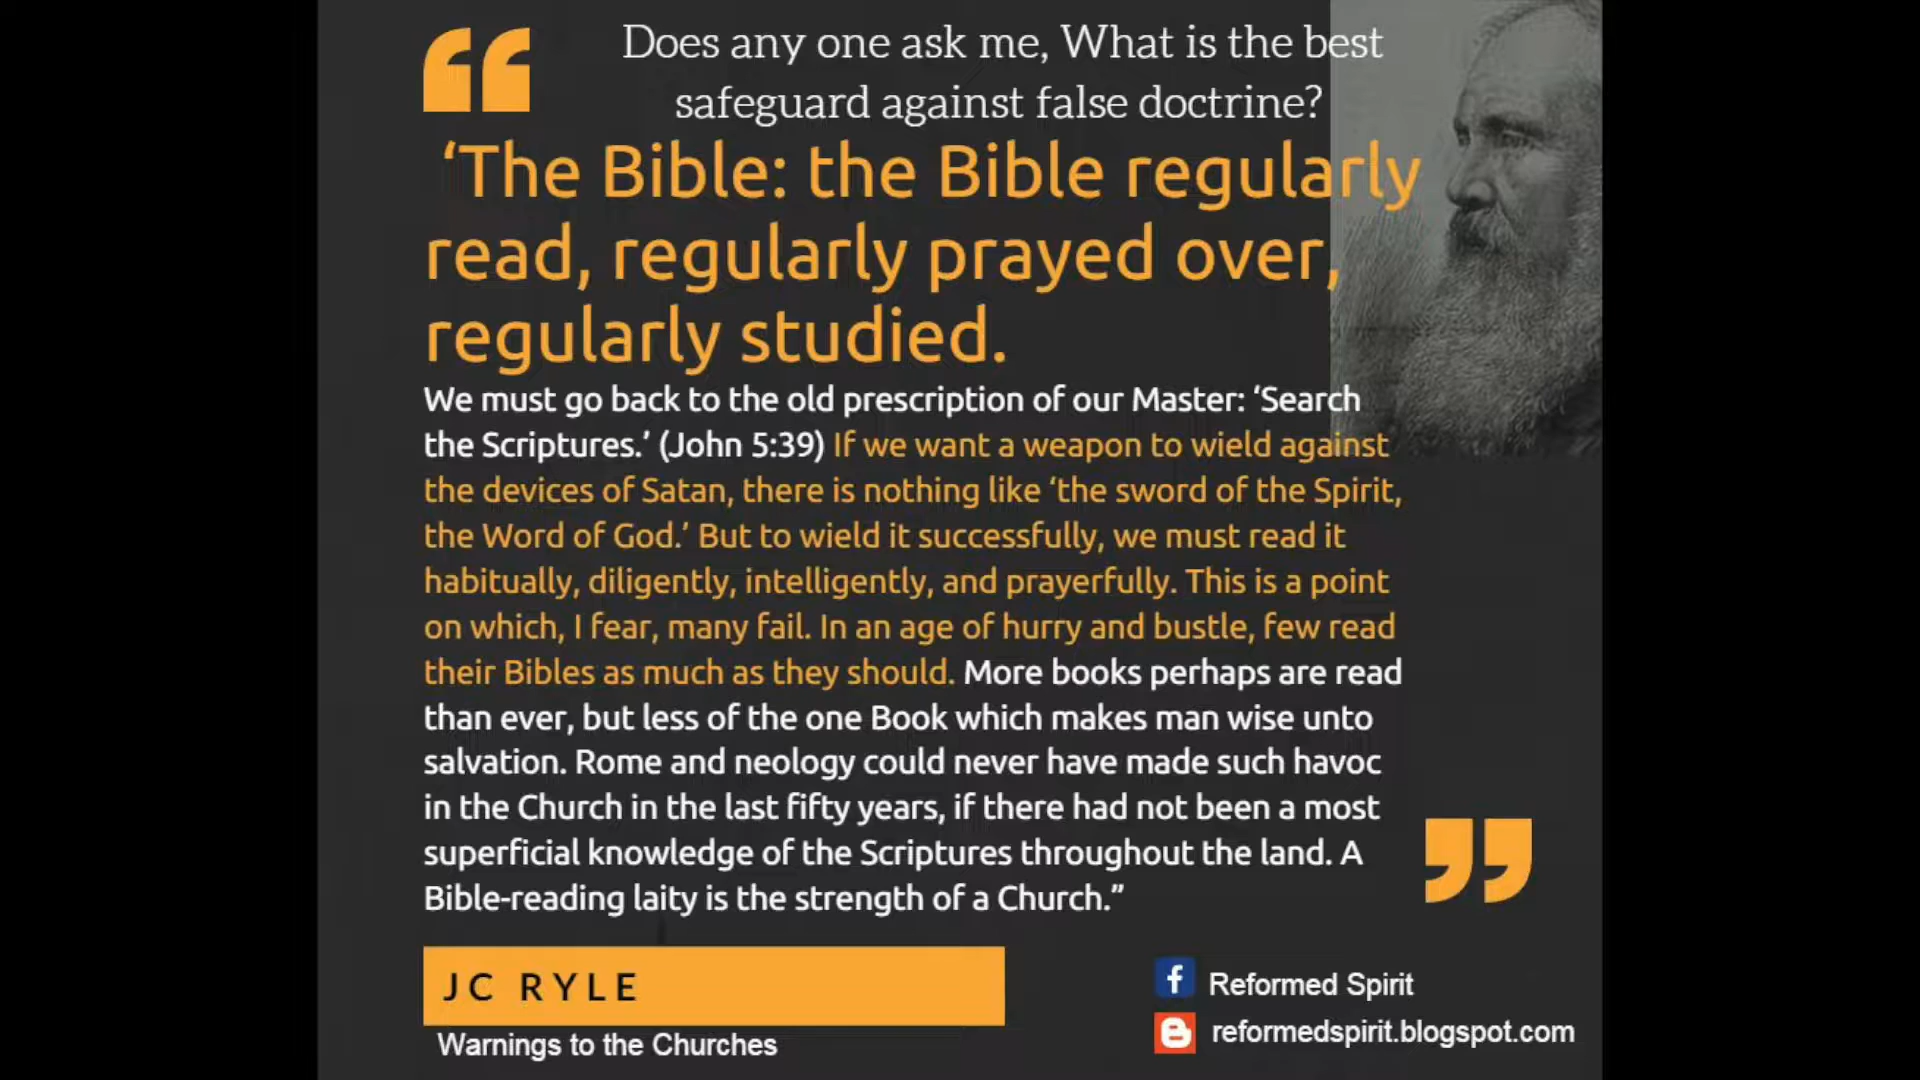 Does any one ask me, What is the best
safeguard against false doctrine?
‘The Bible: the Bible regularly
read, regularly prayed over,
regularly studied.
We must go back to the old prescription of our Master: ‘Search
the Scriptures.’ (John 5:39) If we want a weapon to wield against
the devices of Satan, there is nothing like ‘the sword of the Spirit,
the Word of God.’ But to wield it successfully, we must read it
habitually, diligently, intelligently, and prayerfully. This is a point
on which, I fear, many fail. In an age of hurry and bustle, few read
their Bibles as much as they should. More books perhaps are read
than ever, but less of the one Book which makes man wise unto
salvation. Rome and neology could never have made such havoc
in the Church in the last fifty years, if there had not been a most
superficial knowledge of the Scriptures throughout the land. A
Bible-reading laity is the strength of a Church.”
JC RYLE
Warnings to the Churches
Reformed Spirit
reformedspirit.blogspot.com